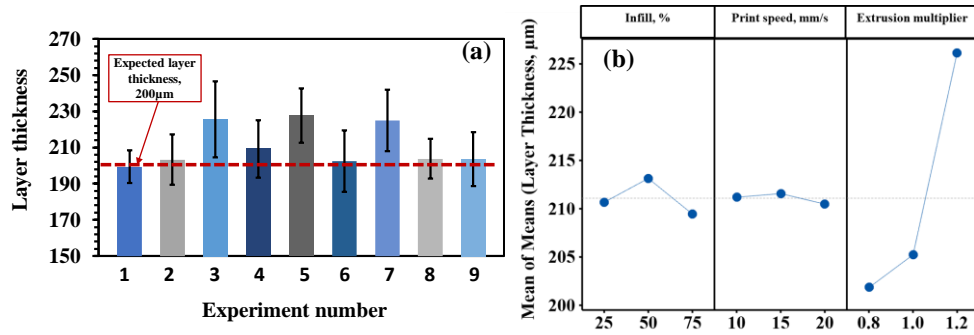 (a)
Layer thickness
270
250
230
210
190
170
150
Expected layer
thickness,
200µm
1 2 3 4 5 6 7 8 9
Experiment number
(b)
Infill, %
Print speed, mm/s
Extrusion multiplier
Mean of Means (Layer Thickness, µm)
225
220
215
210
205
200
25 50 75
10 15 20
0.8 1.0 1.2